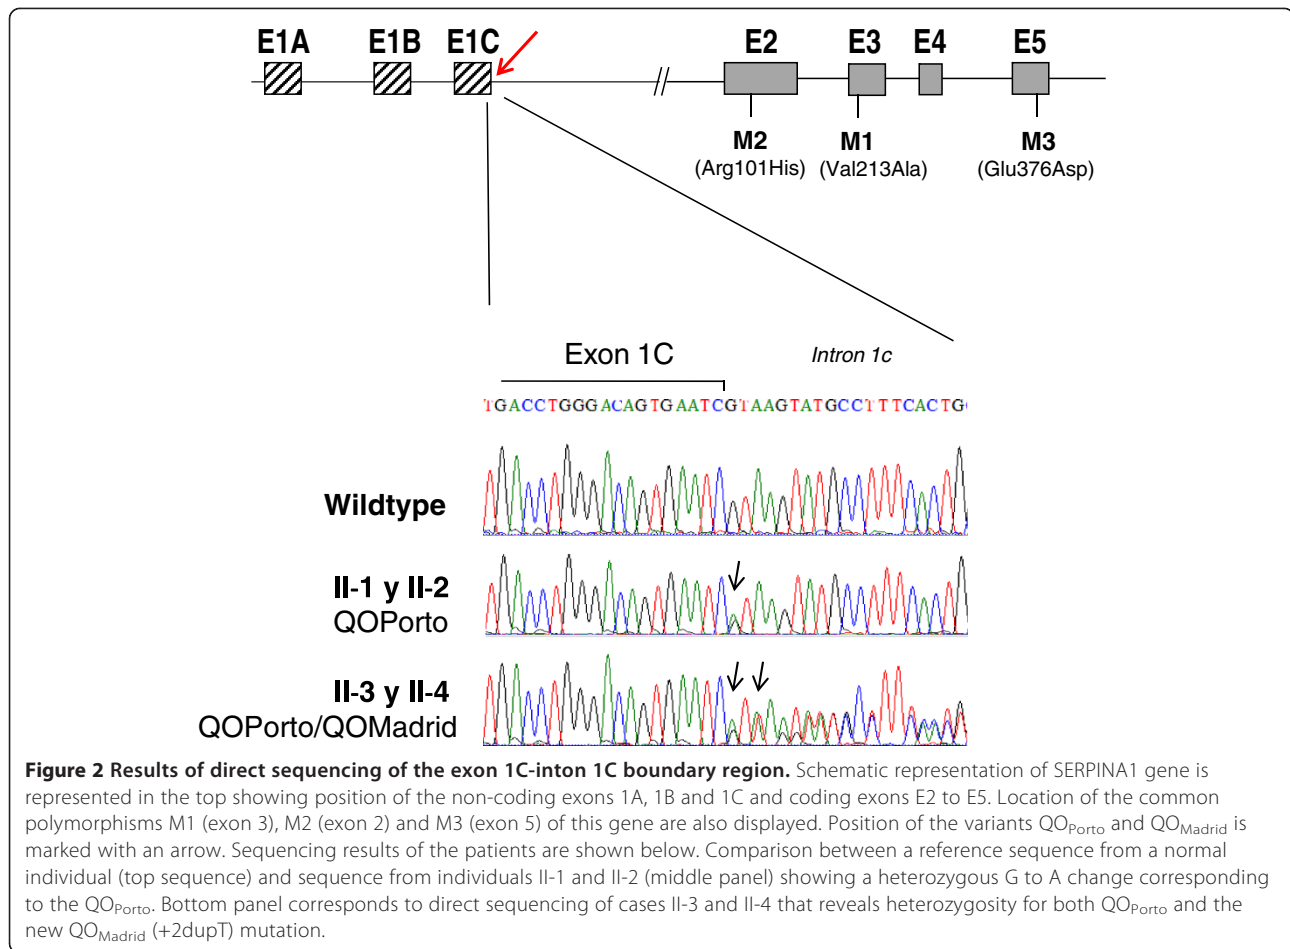 E1A E1B E1C E2 E3 E4 E5
//
M2 M1 M3
(Arg101His) (Val213Ala) (Glu376Asp)
Exon 1C Intron 1c
TGACCTGGGACAGTGAATCGTAAGTATGCCTTTCACTG
Wildtype
II-1 y II-2
QOPorto
II-3 y II-4
QOPorto/QOMadrid
Figure 2 Results of direct sequencing of the exon 1C-inton 1C boundary region. Schematic representation of SERPINA1 gene is
represented in the top showing position of the non-coding exons 1A, 1B and 1C and coding exons E2 to E5. Location of the common
polymorphisms M1 (exon 3), M2 (exon 2) and M3 (exon 5) of this gene are also displayed. Position of the variants QOPorto and QOMadrid is
marked with an arrow. Sequencing results of the patients are shown below. Comparison between a reference sequence from a normal
individual (top sequence) and sequence from individuals II-1 and II-2 (middle panel) showing a heterozygous G to A change corresponding
to the QOPorto. Bottom panel corresponds to direct sequencing of cases II-3 and II-4 that reveals heterozygosity for both QOPorto and the
new QOMadrid (+2dupT) mutation.